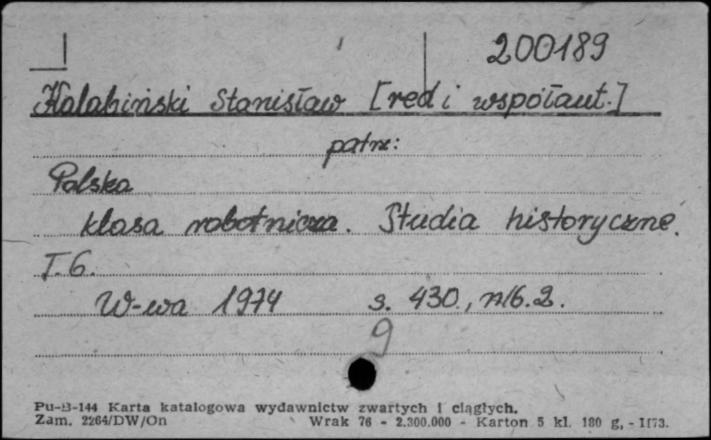 200189
Kalabiński Stanisław [red i współaut.]
patrz:
Polska
klasa robotnicza. Studia historyczne.
T. 6.
W-wa 1974 s. 430, nlb. 2.
9
Pu-B-144 Karta katalogowa wydawnictw zwartych i ciągłych.
Zam. 2264/DW/On Wrak 76 - 2.300.000 - Karton 5 kl. 180 g, - II73.